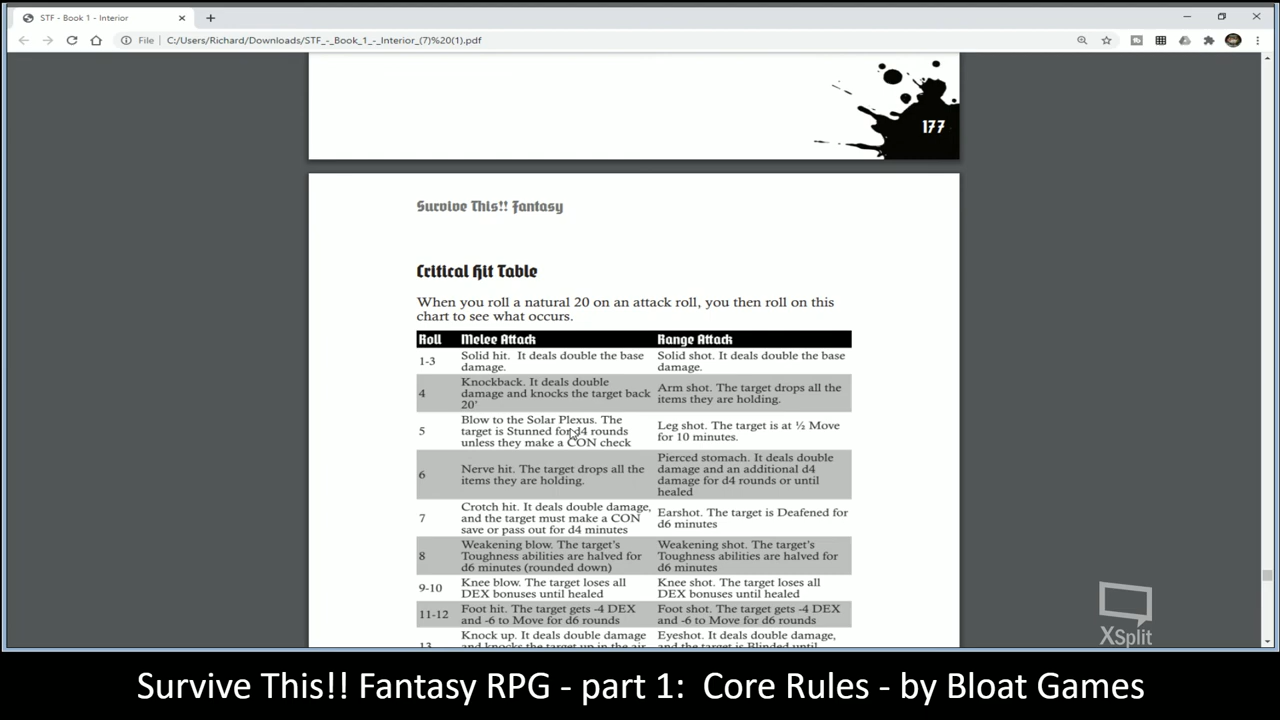 STF - Book 1 - Interior
File
C:/Users/Richard/Downloads/STF_-_Book_1_-_Interior_(7)%20(1).pdf
177
Survive This!! Fantasy
Critical Hit Table
When you roll a natural 20 on an attack roll, you then roll on this
chart to see what occurs.
Roll Melee Attack Range Attack
1-3
Solid hit. It deals double the base
damage.
Solid shot. It deals double the base
damage.
4
Knockback. It deals double
damage and knocks the target back
20'
Arm shot. The target drops all the
items they are holding.
5
Blow to the Solar Plexus. The
target is Stunned for d4 rounds
unless they make a CON check
Leg shot. The target is at ½ Move
for 10 minutes.
6
Nerve hit. The target drops all the
items they are holding.
Pierced stomach. It deals double
damage and an additional d4
damage for d4 rounds or until
healed
7
Crotch hit. It deals double damage,
and the target must make a CON
save or pass out for d4 minutes
Earshot. The target is Deafened for
d6 minutes
8
Weakening blow. The target's
Toughness abilities are halved for
d6 minutes (rounded down)
Weakening shot. The target's
Toughness abilities are halved for
d6 minutes
9-10
Knee blow. The target loses all
DEX bonuses until healed
Knee shot. The target loses all
DEX bonuses until healed
11-12
Foot hit. The target gets -4 DEX
and -6 to Move for d6 rounds
Foot shot. The target gets -4 DEX
and -6 to Move for d6 rounds
13
Knock up. It deals double damage
and knocks the target up in the air
Eyeshot. It deals double damage,
and the target is Blinded until
XSplit
Survive This!! Fantasy RPG - part 1: Core Rules - by Bloat Games